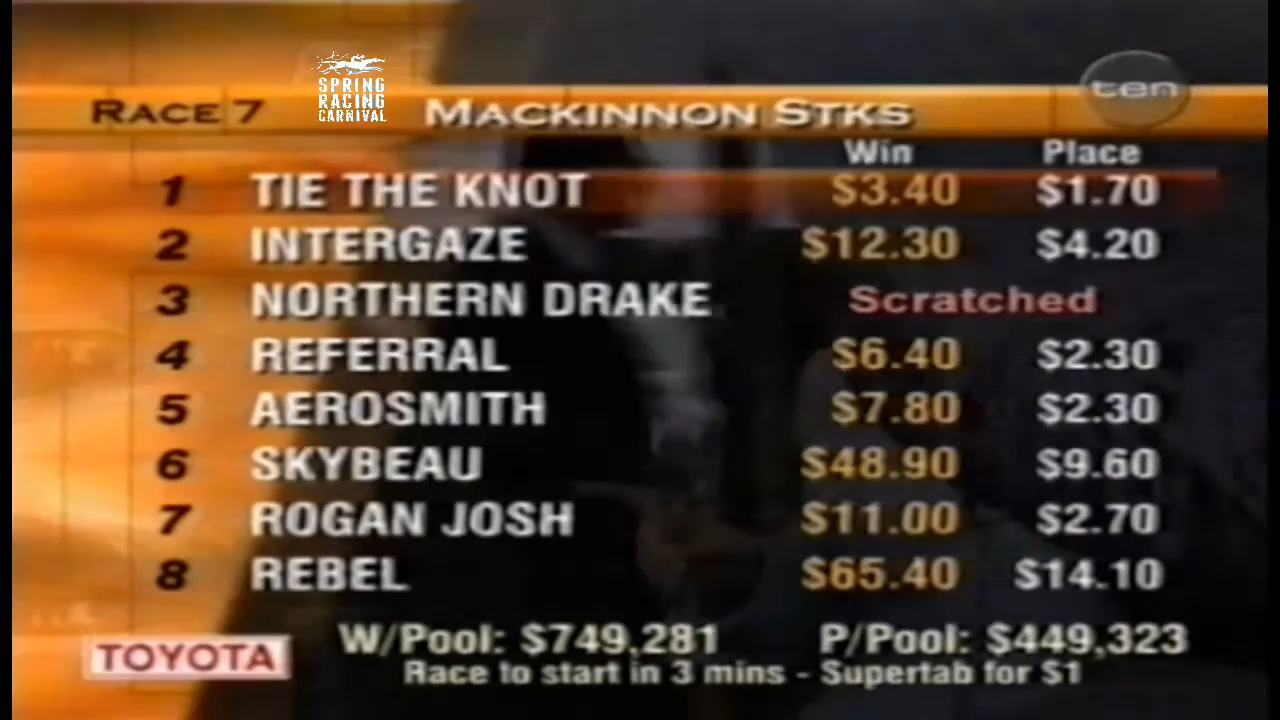 SPRING
RACING
CARNIVAL
ten
RACE 7 MACKINNON STKS
Win Place
1 TIE THE KNOT $3.40 $1.70
2 INTERGAZE $12.30 $4.20
3 NORTHERN DRAKE Scratched
4 REFERRAL $6.40 $2.30
5 AEROSMITH $7.80 $2.30
6 SKYBEAU $48.90 $9.60
7 ROGAN JOSH $11.00 $2.70
8 REBEL $65.40 $14.10
W/Pool: $749,281 P/Pool: $449,323
TOYOTA
Race to start in 3 mins - Supertab for $1